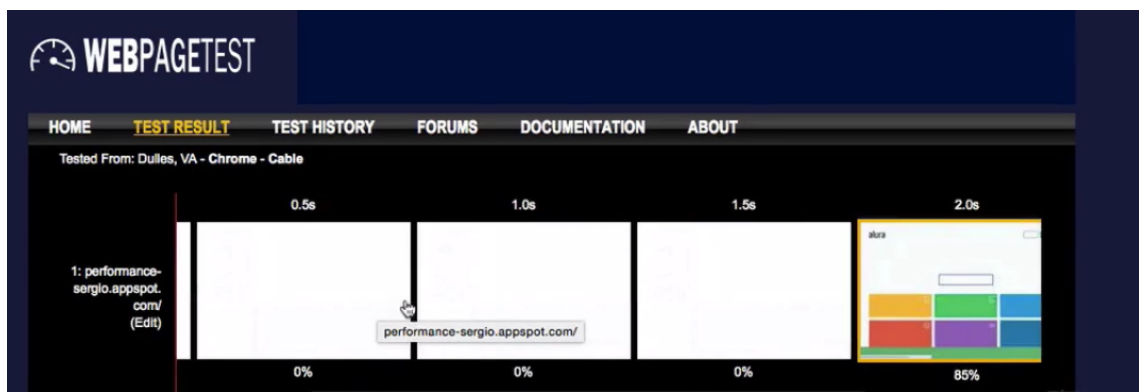 WEBPAGETEST
HOME TEST RESULT TEST HISTORY FORUMS DOCUMENTATION ABOUT
Tested From: Dulles, VA - Chrome - Cable
0.5s 1.0s 1.5s 2.0s
1: performance-
sergio.appspot.
com/
(Edit)
alura
performance-sergio.appspot.com/
0% 0% 0% 85%